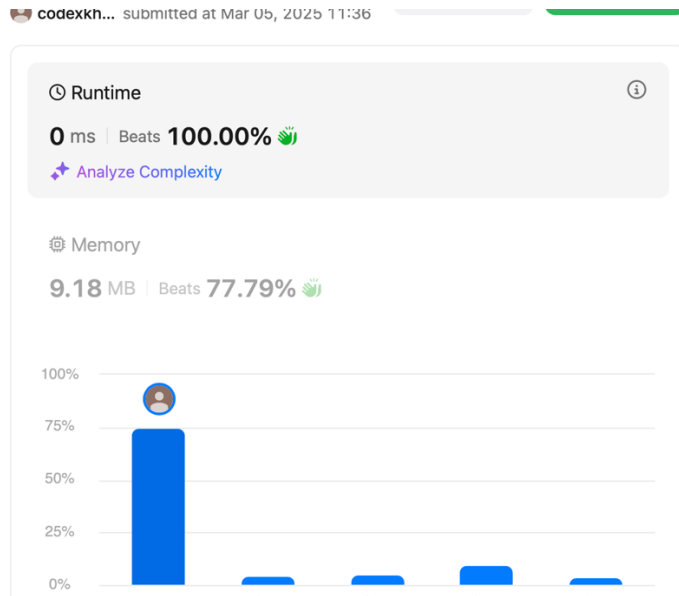 codexkh... submitted at Mar 05, 2025 11:36
Runtime
0 ms | Beats 100.00%
Analyze Complexity
Memory
9.18 MB | Beats 77.79%
100%
75%
50%
25%
0%